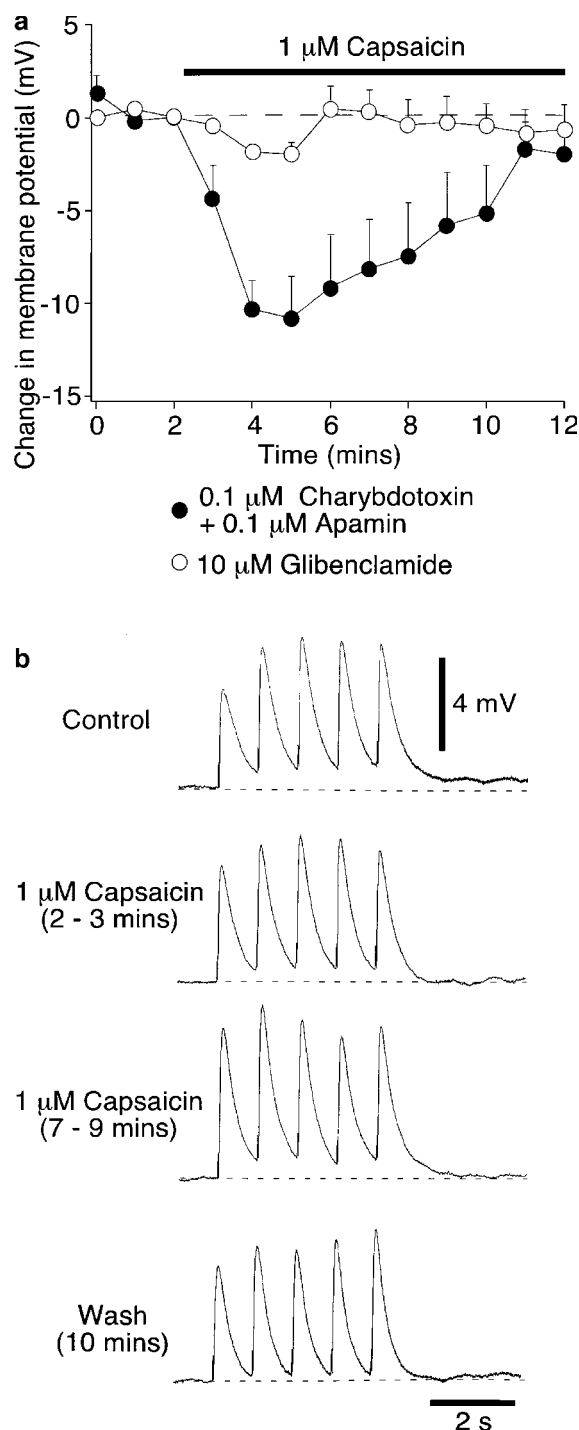 a
1 μM Capsaicin
Change in membrane potential (mV)
5
0
-5
-10
-15
0 2 4 6 8 10 12
Time (mins)
0.1 μM Charybdotoxin
+ 0.1 μM Apamin
10 μM Glibenclamide
b
Control
4 mV
1 μM Capsaicin
(2 - 3 mins)
1 μM Capsaicin
(7 - 9 mins)
Wash
(10 mins)
2 s